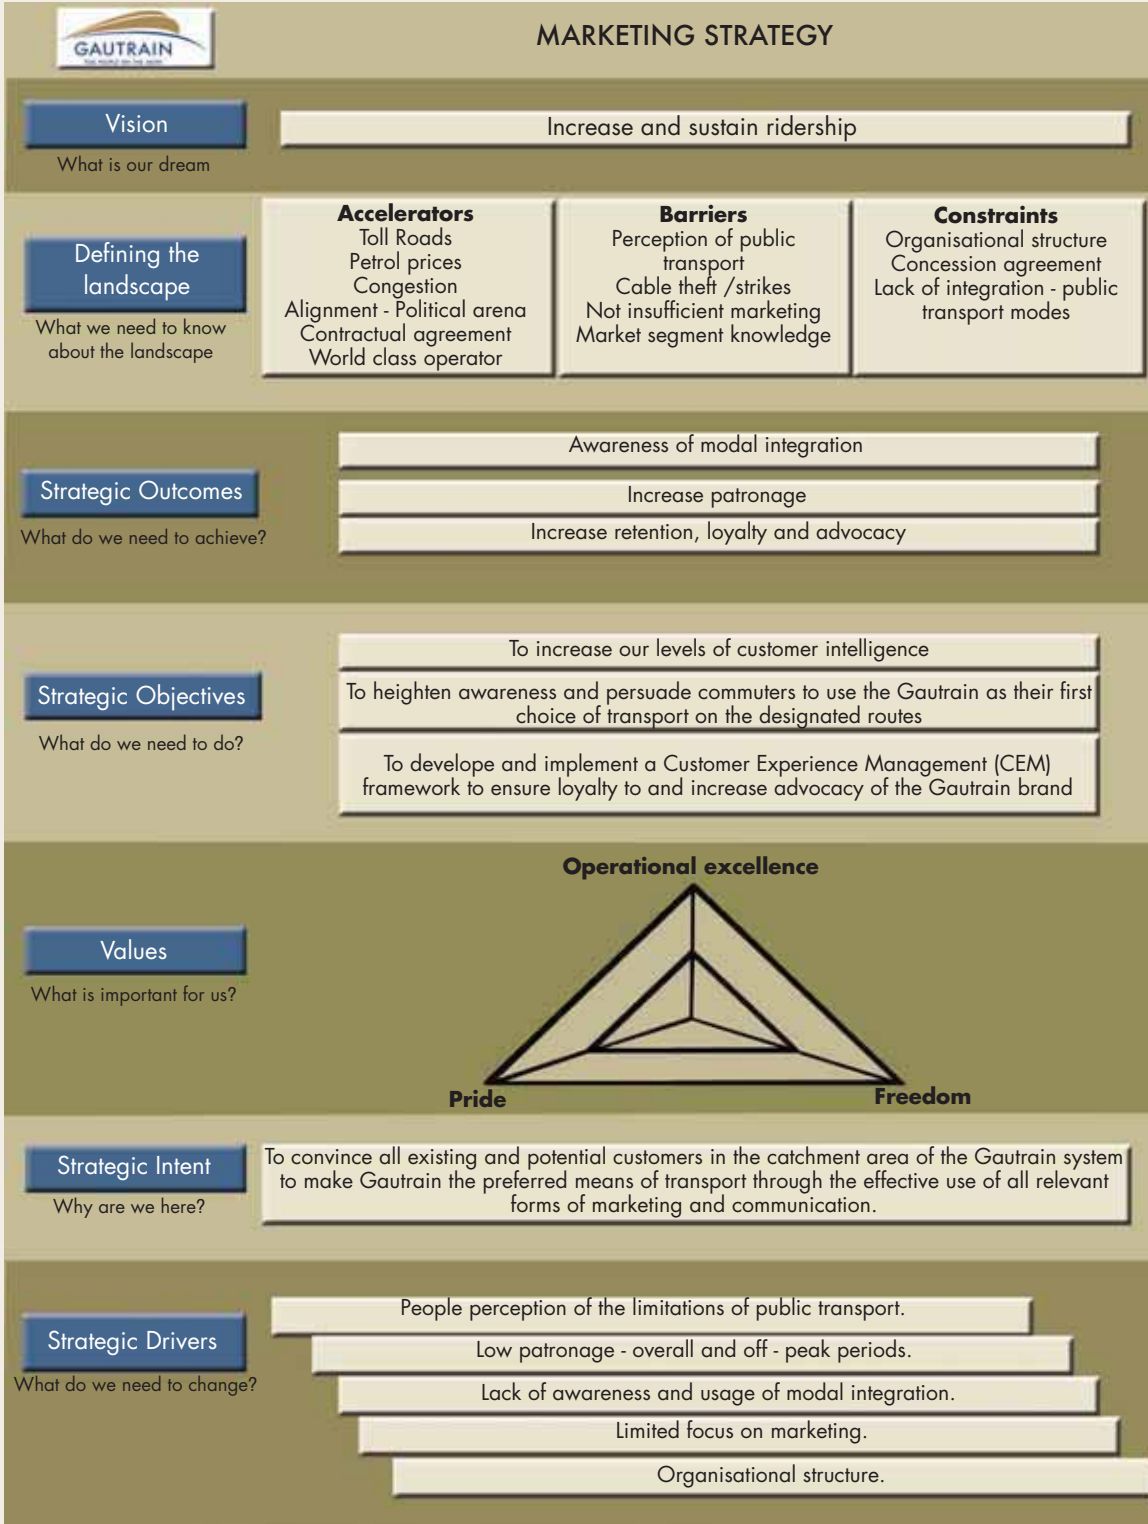 GAUTRAIN
MARKETING STRATEGY
Vision
What is our dream
Increase and sustain ridership
Defining the
landscape
What we need to know
about the landscape
Accelerators
Toll Roads
Petrol prices
Congestion
Alignment - Political arena
Contractual agreement
World class operator
Barriers
Perception of public
transport
Cable theft /strikes
Not insufficient marketing
Market segment knowledge
Constraints
Organisational structure
Concession agreement
Lack of integration - public
transport modes
Strategic Outcomes
What do we need to achieve?
Awareness of modal integration
Increase patronage
Increase retention, loyalty and advocacy
Strategic Objectives
What do we need to do?
To increase our levels of customer intelligence
To heighten awareness and persuade commuters to use the Gautrain as their first
choice of transport on the designated routes
To develope and implement a Customer Experience Management (CEM)
framework to ensure loyalty to and increase advocacy of the Gautrain brand
Values
What is important for us?
Operational excellence
Pride
Freedom
Strategic Intent
Why are we here?
To convince all existing and potential customers in the catchment area of the Gautrain system
to make Gautrain the preferred means of transport through the effective use of all relevant
forms of marketing and communication.
Strategic Drivers
What do we need to change?
People perception of the limitations of public transport.
Low patronage - overall and off - peak periods.
Lack of awareness and usage of modal integration.
Limited focus on marketing.
Organisational structure.